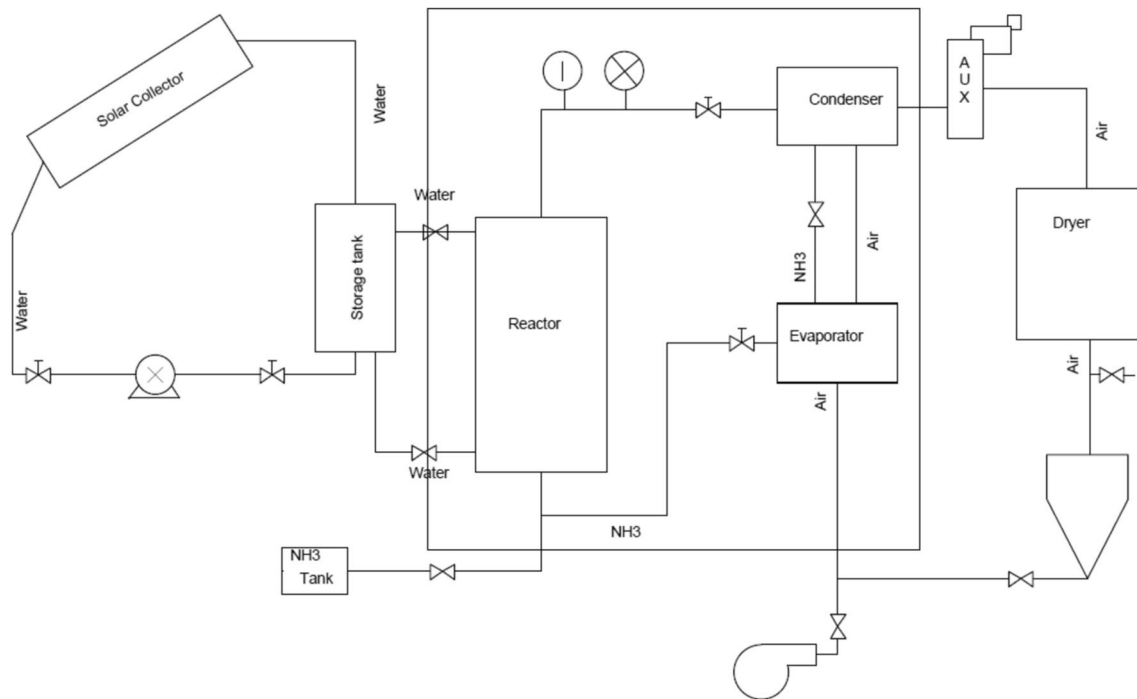 Solar Collector
Water
Water
Storage tank
Water
Water
Reactor
NH3
Tank
NH3
Condenser
NH3
Air
Evaporator
Air
A
U
X
Air
Dryer
Air